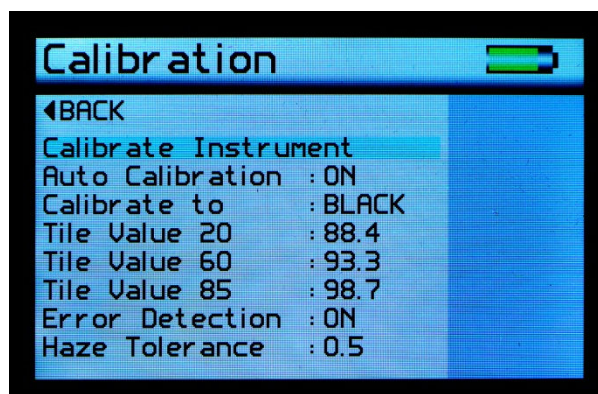 Calibration
◀BACK
Calibrate Instrument
Auto Calibration : ON
Calibrate to : BLACK
Tile Value 20 : 88.4
Tile Value 60 : 93.3
Tile Value 85 : 98.7
Error Detection : ON
Haze Tolerance : 0.5